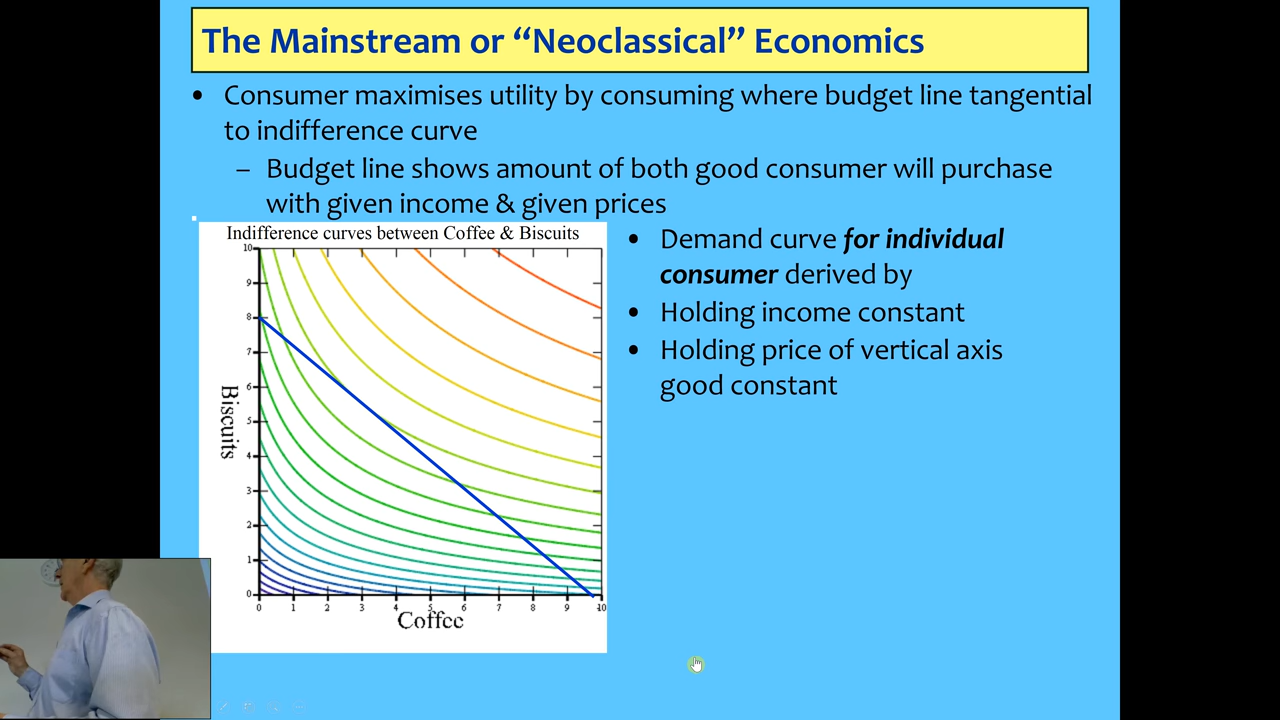 The Mainstream or “Neoclassical” Economics
• Consumer maximises utility by consuming where budget line tangential
to indifference curve
– Budget line shows amount of both good consumer will purchase
with given income & given prices
Indifference curves between Coffee & Biscuits
10
9
8
7
6
5
4
3
2
1
0
Biscuits
0 1 2 3 4 5 6 7 8 9 10
Coffee
• Demand curve for individual
consumer derived by
• Holding income constant
• Holding price of vertical axis
good constant